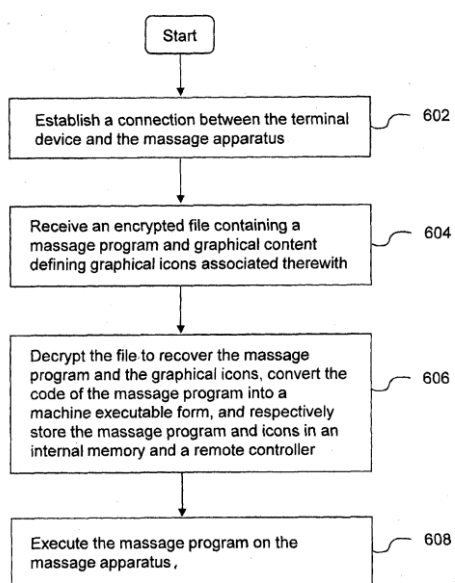 Start
Establish a connection between the terminal
device and the massage apparatus
602
Receive an encrypted file containing a
massage program and graphical content
defining graphical icons associated therewith
604
Decrypt the file to recover the massage
program and the graphical icons, convert the
code of the massage program into a
machine executable form, and respectively
store the massage program and icons in an
internal memory and a remote controller
606
Execute the massage program on the
massage apparatus,
608